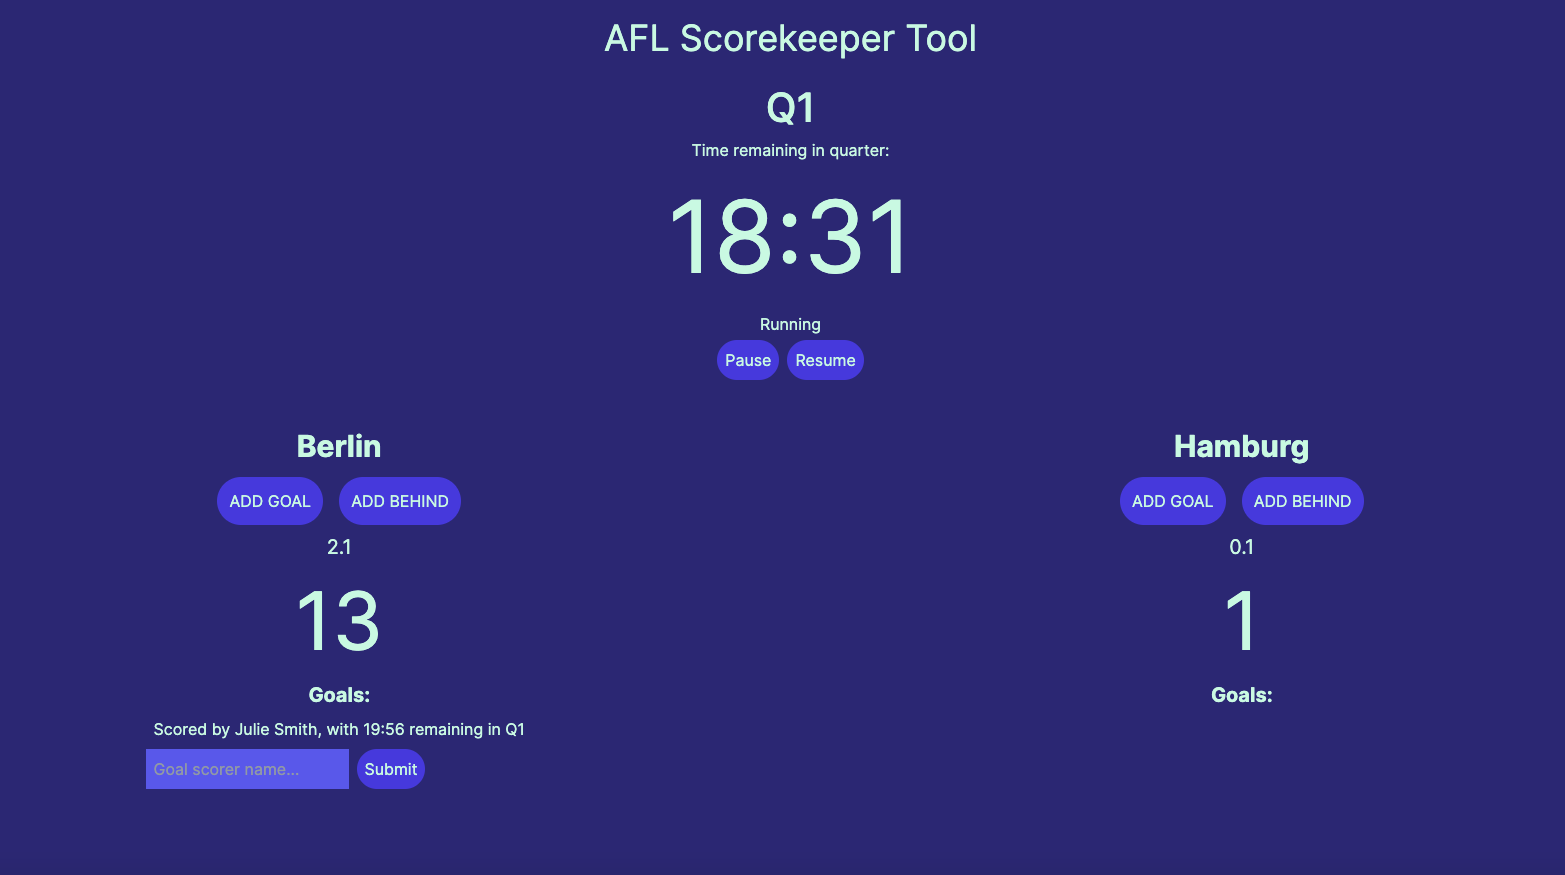 AFL Scorekeeper Tool
Q1
Time remaining in quarter:
18:31
Running
Pause Resume
Berlin
ADD GOAL ADD BEHIND
2.1
13
Goals:
Scored by Julie Smith, with 19:56 remaining in Q1
Goal scorer name... Submit
Hamburg
ADD GOAL ADD BEHIND
0.1
1
Goals: